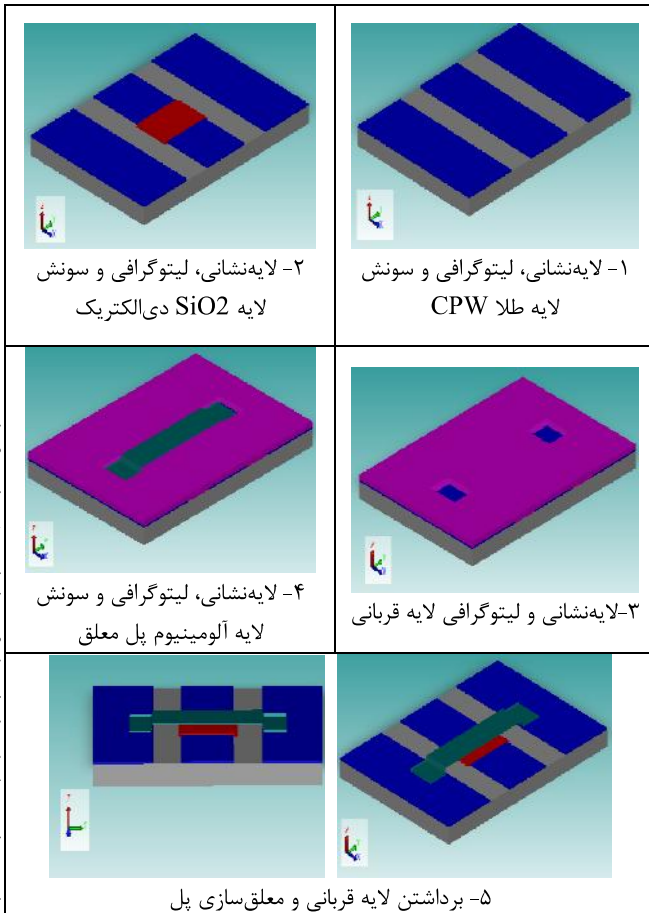 ۱- لایه‌نشانی، لیتوگرافی و سونش
لایه طلا CPW
۲- لایه‌نشانی، لیتوگرافی و سونش
لایه SiO2 دی‌الکتریک
۳-لایه‌نشانی و لیتوگرافی لایه قربانی
۴- لایه‌نشانی، لیتوگرافی و سونش
لایه آلومینیوم پل معلق
۵- برداشتن لایه قربانی و معلق‌سازی پل